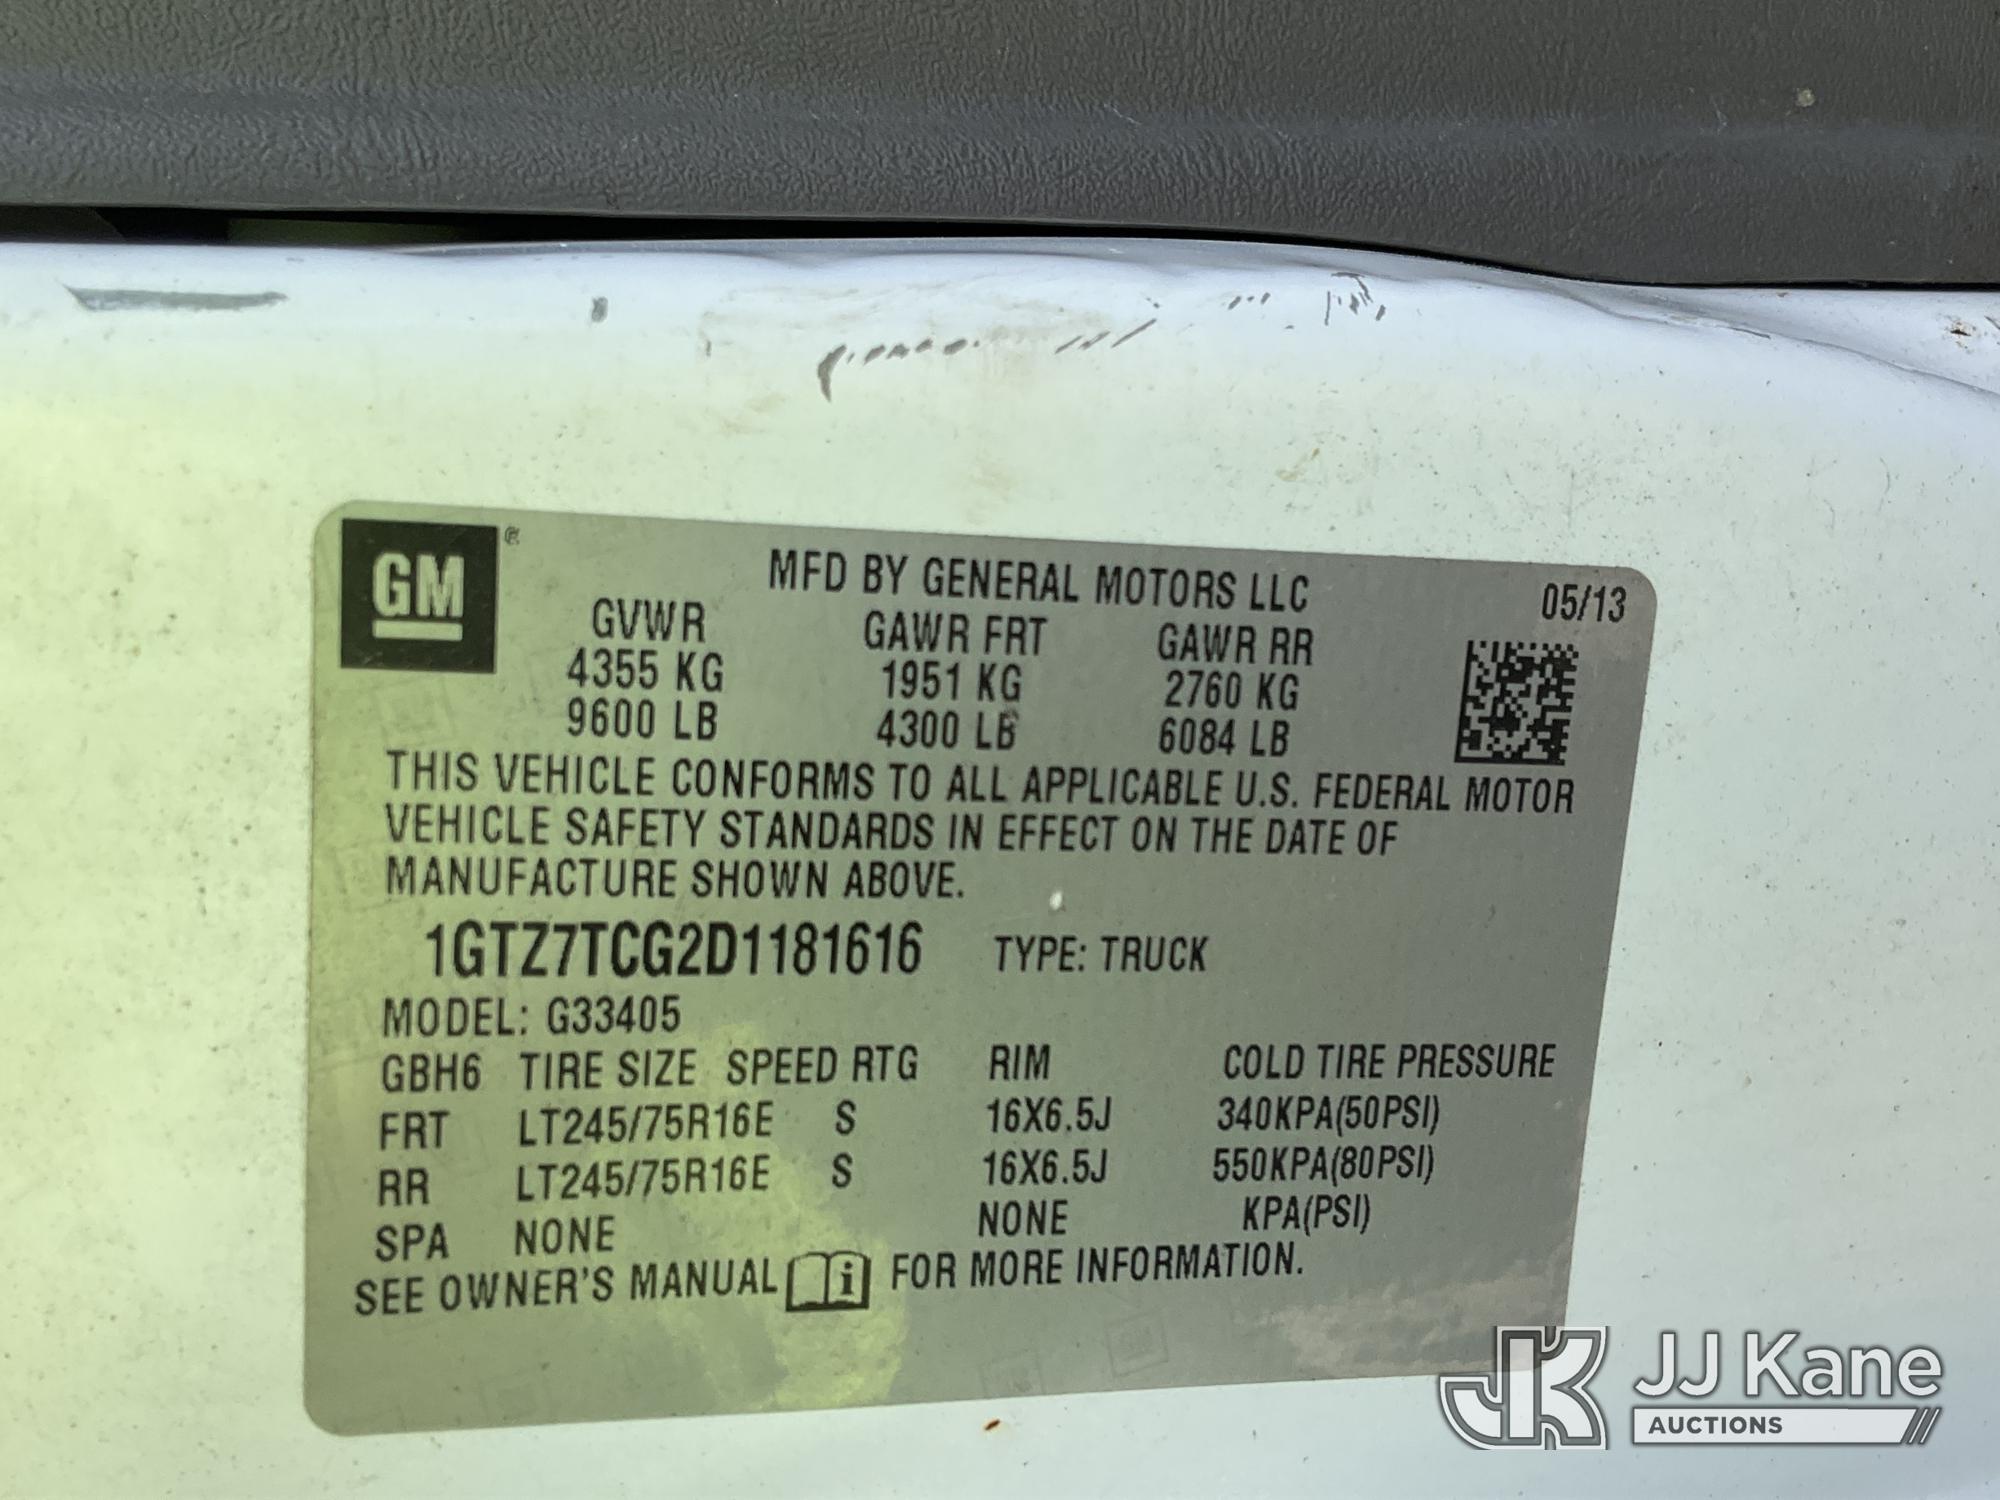 GM
MFD BY GENERAL MOTORS LLC 05/13
GVWR GAWR FRT GAWR RR
4355 KG 1951 KG 2760 KG
9600 LB 4300 LB 6084 LB
THIS VEHICLE CONFORMS TO ALL APPLICABLE U.S. FEDERAL MOTOR
VEHICLE SAFETY STANDARDS IN EFFECT ON THE DATE OF
MANUFACTURE SHOWN ABOVE.
1GTZ7TCG2D1181616 TYPE: TRUCK
MODEL: G33405
GBH6 TIRE SIZE SPEED RTG RIM COLD TIRE PRESSURE
FRT LT245/75R16E S 16X6.5J 340KPA(50PSI)
RR LT245/75R16E S 16X6.5J 550KPA(80PSI)
SPA NONE NONE KPA(PSI)
SEE OWNER'S MANUAL i FOR MORE INFORMATION.
JK JJ Kane
AUCTIONS